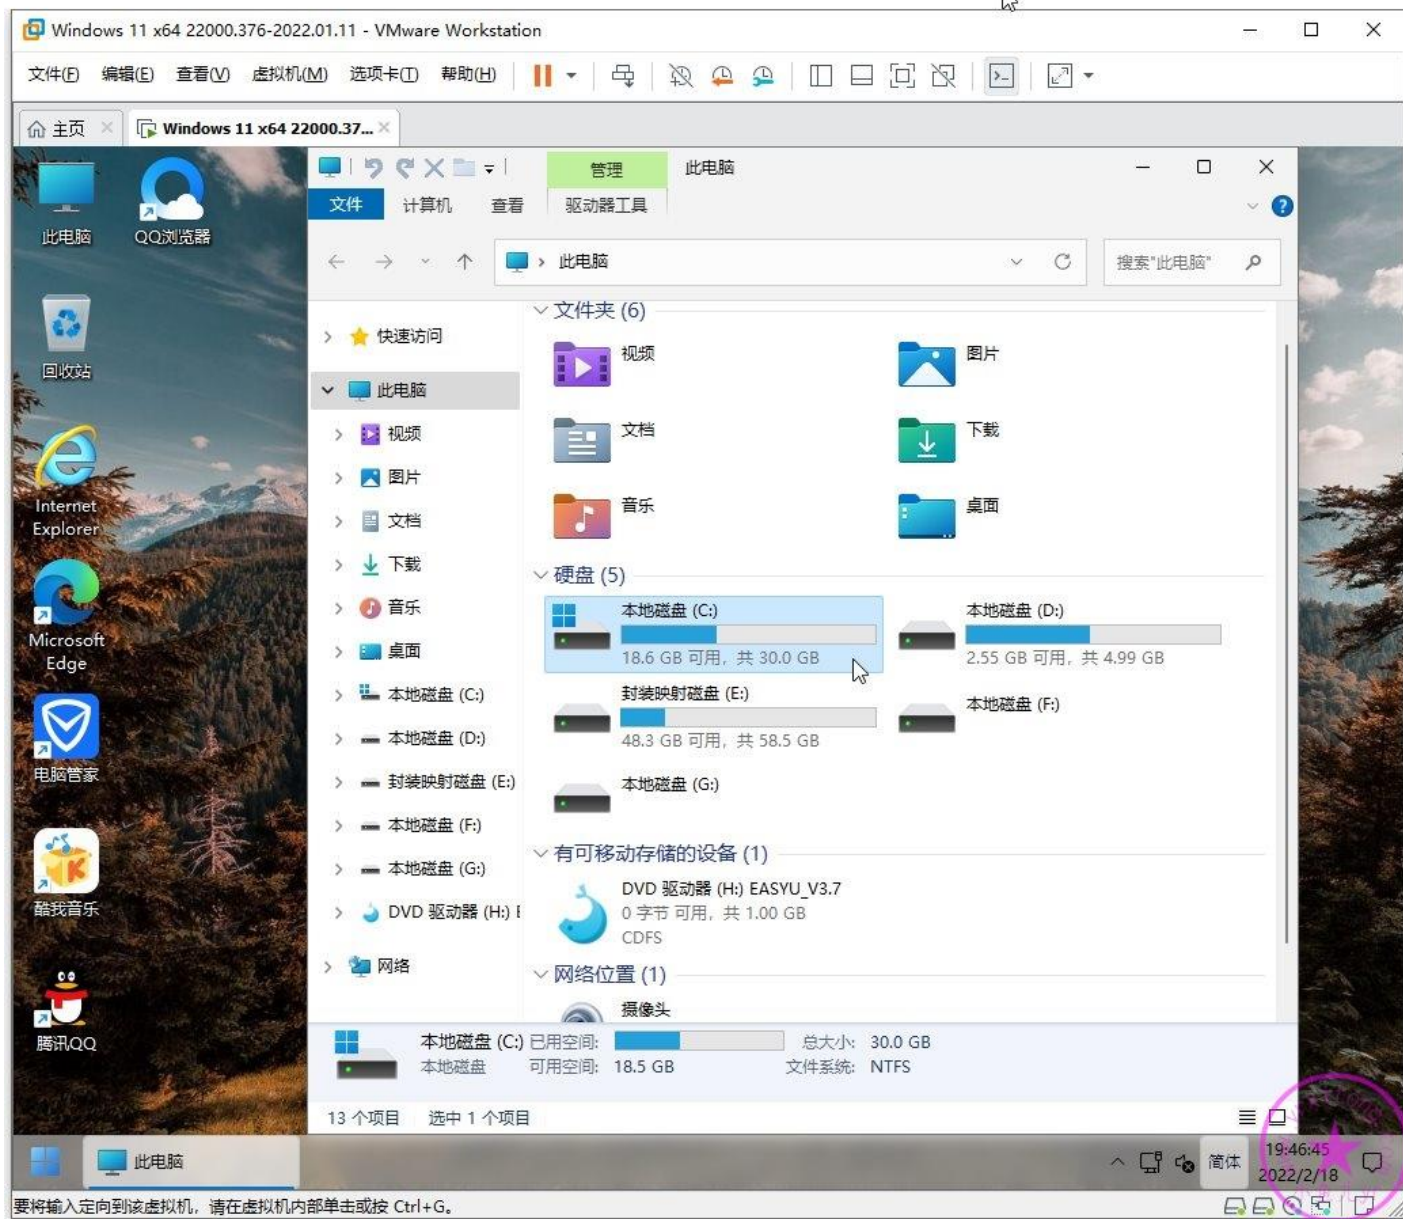 Windows 11 x64 22000.376-2022.01.11 - VMware Workstation
文件(F) 编辑(E) 查看(V) 虚拟机(M) 选项卡(T) 帮助(H)
主页 Windows 11 x64 22000.37...
管理 此电脑
文件 计算机 查看 驱动器工具
此电脑 搜索"此电脑"
此电脑
QQ浏览器
回收站
Internet
Explorer
Microsoft
Edge
电脑管家
酷我音乐
腾讯QQ
快速访问
此电脑
视频
图片
文档
下载
音乐
桌面
本地磁盘 (C:)
本地磁盘 (D:)
封装映射磁盘 (E:)
本地磁盘 (F:)
本地磁盘 (G:)
DVD 驱动器 (H:) E
网络
文件夹 (6)
视频
图片
文档
下载
音乐
桌面
硬盘 (5)
本地磁盘 (C:)
18.6 GB 可用，共 30.0 GB
本地磁盘 (D:)
2.55 GB 可用，共 4.99 GB
封装映射磁盘 (E:)
48.3 GB 可用，共 58.5 GB
本地磁盘 (F:)
本地磁盘 (G:)
有可移动存储的设备 (1)
DVD 驱动器 (H:) EASYU_V3.7
0 字节 可用，共 1.00 GB
CDFS
网络位置 (1)
摄像头
本地磁盘 (C:) 已用空间: 总大小: 30.0 GB
本地磁盘 可用空间: 18.5 GB 文件系统: NTFS
13 个项目 选中 1 个项目
此电脑
简体
19:46:45
2022/2/18
要将输入定向到该虚拟机，请在虚拟机内部单击或按 Ctrl+G。